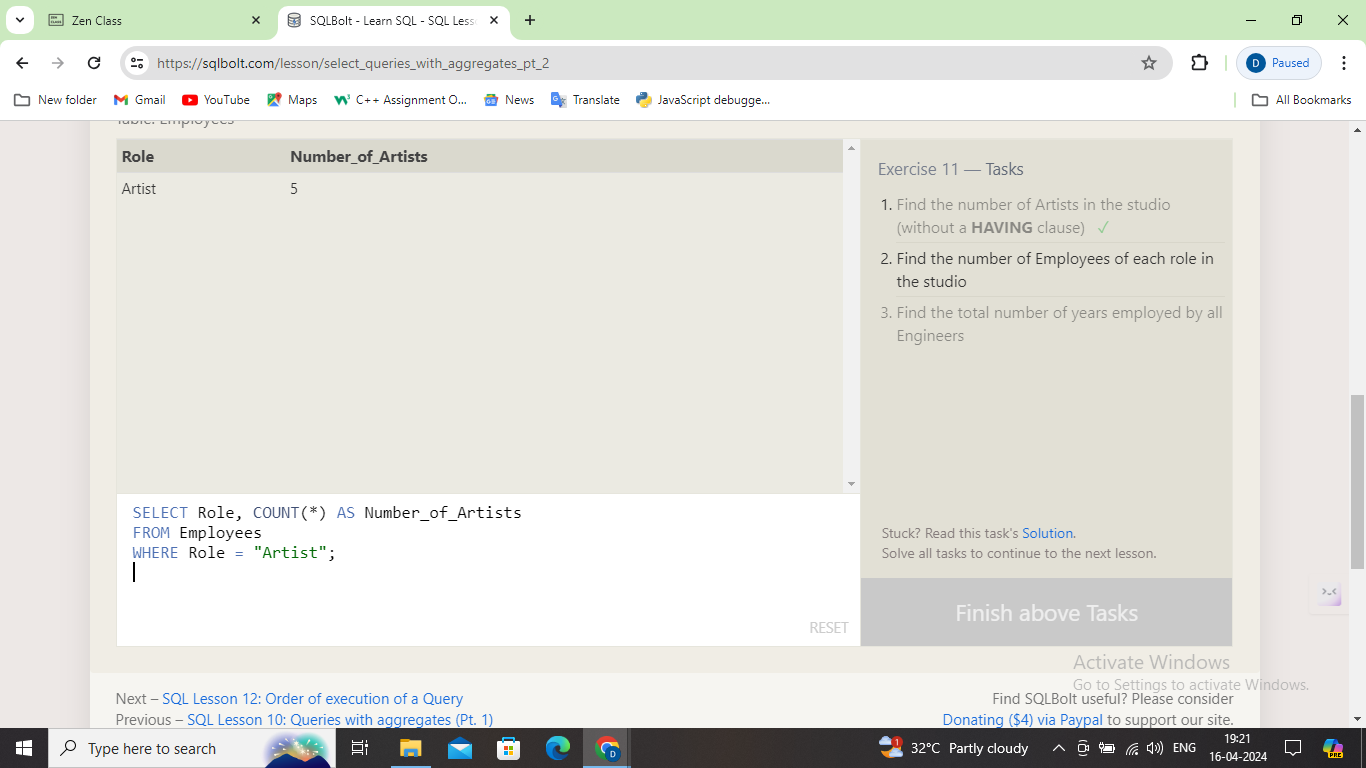 Zen Class
SQLBolt - Learn SQL - SQL Less
https://sqlbolt.com/lesson/select_queries_with_aggregates_pt_2
D Paused
New folder Gmail YouTube Maps C++ Assignment O... News Translate JavaScript debugge... All Bookmarks
Table: Employees
Role Number_of_Artists
Artist 5
Exercise 11 — Tasks
1. Find the number of Artists in the studio
(without a HAVING clause) ✓
2. Find the number of Employees of each role in
the studio
3. Find the total number of years employed by all
Engineers
Stuck? Read this task's Solution.
Solve all tasks to continue to the next lesson.
Finish above Tasks
SELECT Role, COUNT(*) AS Number_of_Artists
FROM Employees
WHERE Role = "Artist";
RESET
Activate Windows
Go to Settings to activate Windows.
Next – SQL Lesson 12: Order of execution of a Query
Previous – SQL Lesson 10: Queries with aggregates (Pt. 1)
Find SQLBolt useful? Please consider
Donating ($4) via Paypal to support our site.
Type here to search
32°C Partly cloudy
ENG
19:21
16-04-2024